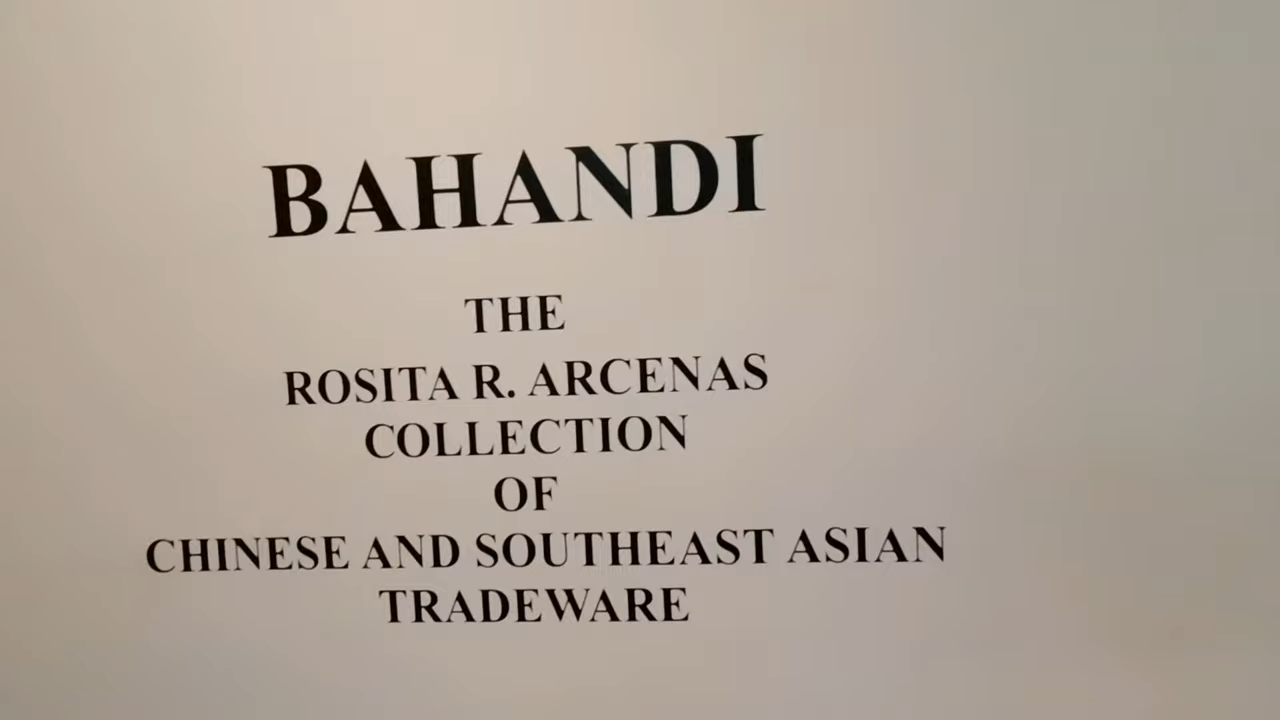 BAHANDI
THE
ROSITA R. ARCENAS
COLLECTION
OF
CHINESE AND SOUTHEAST ASIAN
TRADEWARE